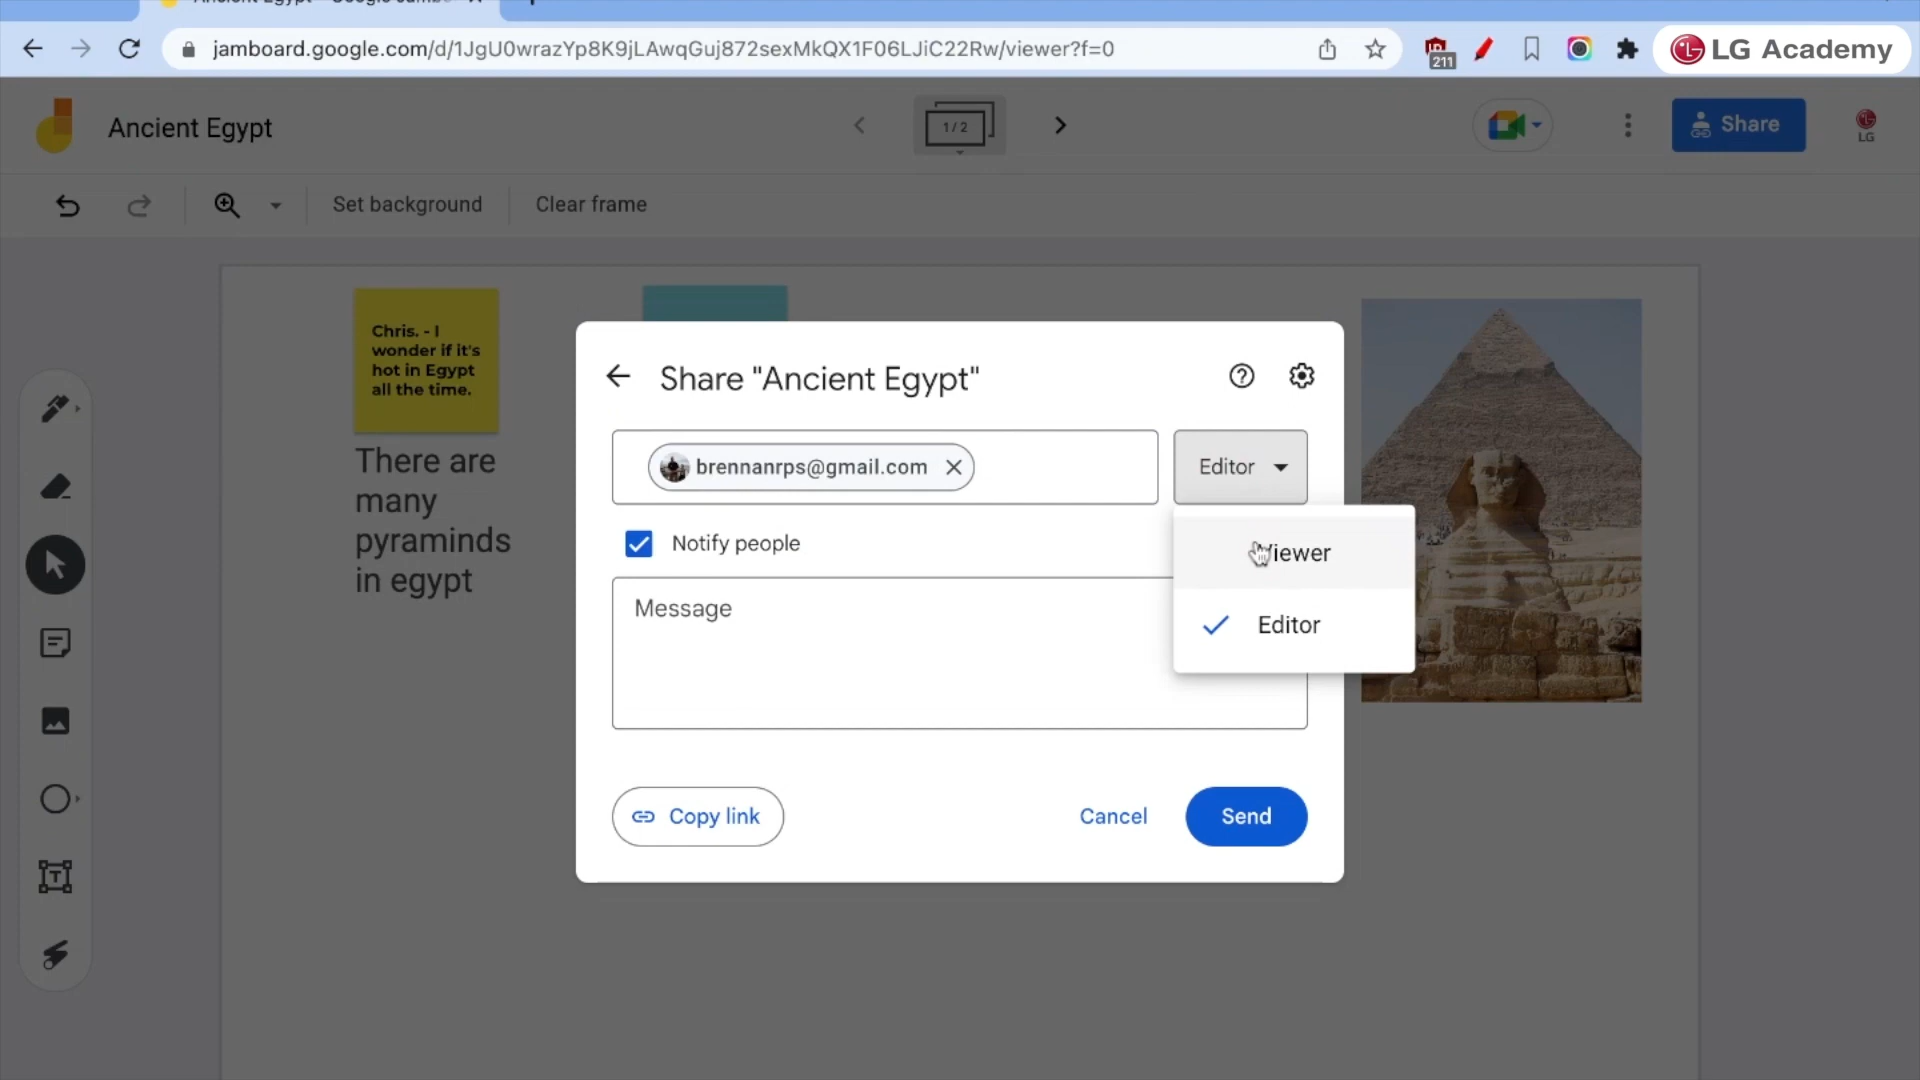 jamboard.google.com/d/1JgU0wrazYp8K9jLAwqGuj872sexMkQX1F06LJiC22Rw/viewer?f=0
211
LG Academy
Ancient Egypt
1 / 2
Share
LG
Set background
Clear frame
Chris. - I
wonder if it's
hot in Egypt
all the time.
There are
many
pyraminds
in egypt
Share "Ancient Egypt"
brennanrps@gmail.com
Editor
Notify people
Viewer
Editor
Message
Copy link
Cancel
Send